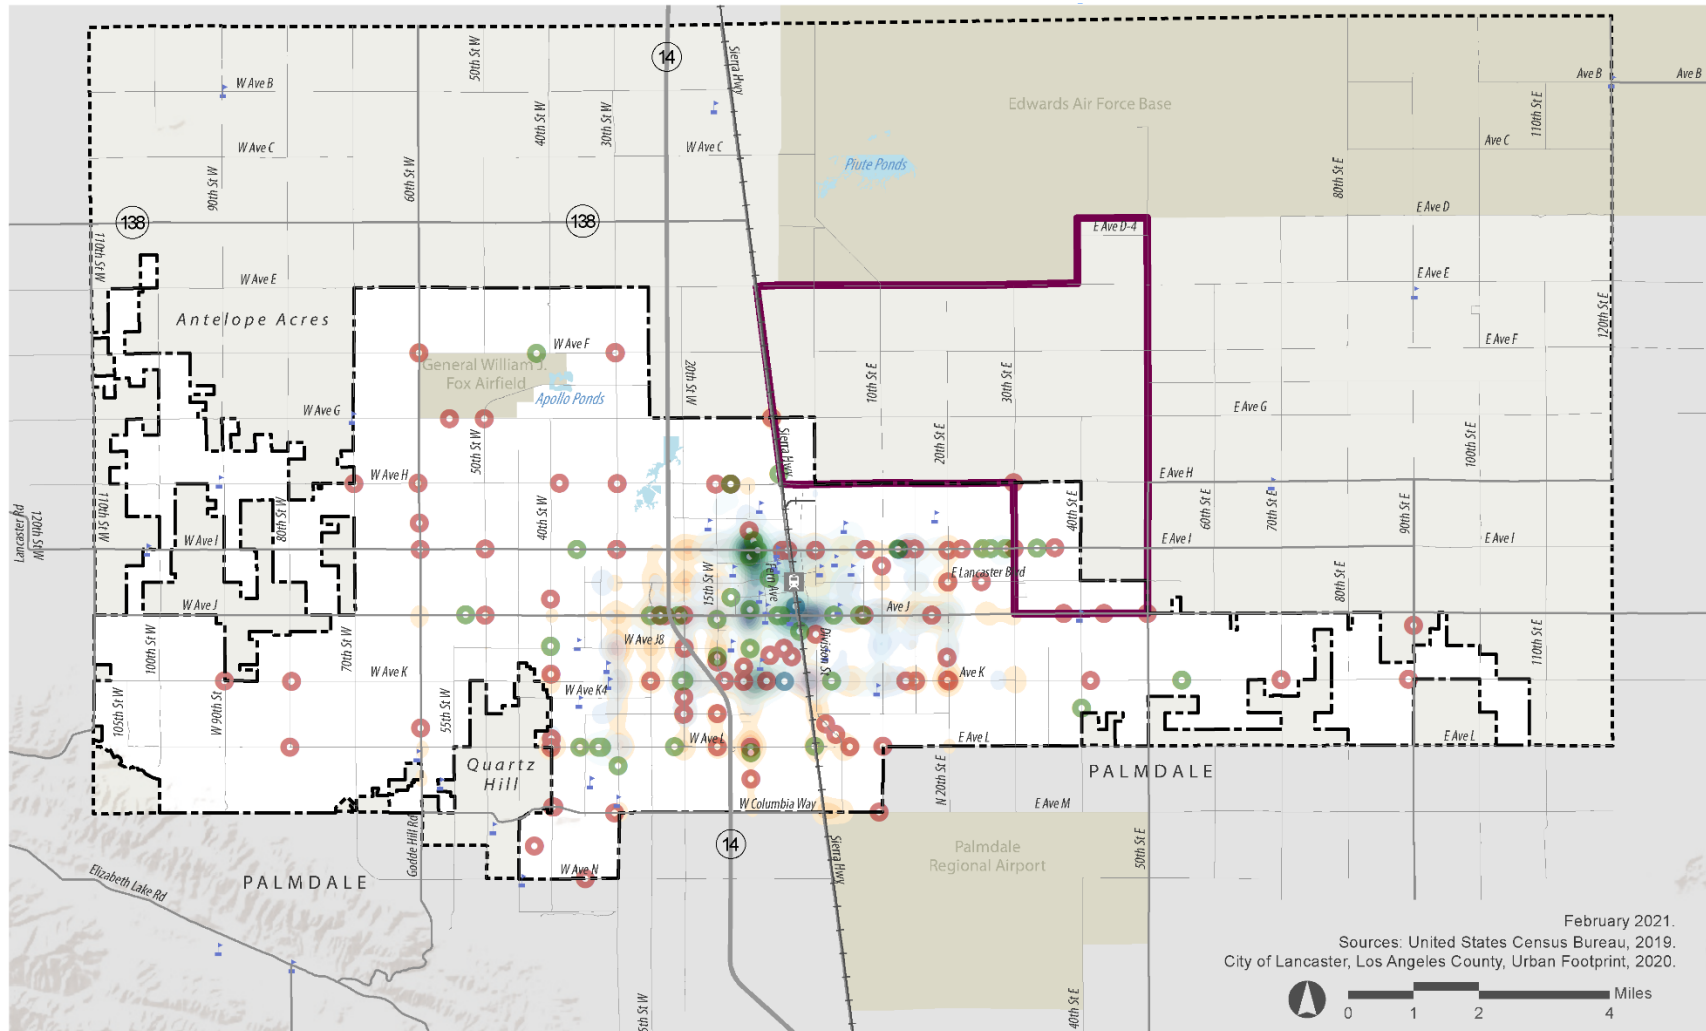 14
Sierra Hwy
50th St W
W Ave B
Ave B
Ave B
40th St W
30th St W
Edwards Air Force Base
110th St E
W Ave C
W Ave C
Ave C
Piute Ponds
90th St W
60th St W
80th St E
138
138
E Ave D
E Ave D-4
110th St W
W Ave E
E Ave E
Antelope Acres
120th St E
W Ave F
E Ave F
General William J.
Fox Airfield
Apollo Ponds
20th St W
10th St E
30th St E
W Ave G
E Ave G
50th St W
Sierra Hwy
20th St E
100th St E
W Ave H
E Ave H
Lancaster Rd
120th St W
110th St W
80th St W
40th St W
40th St E
60th St E
70th St E
90th St E
W Ave I
E Ave I
E Ave I
15th St W
Fern Ave
E Lancaster Blvd
80th St E
W Ave J
Ave J
100th St W
70th St W
W Ave J8
Division St
110th St E
W Ave K
Ave K
105th St W
W 90th St
55th St W
W Ave K4
W Ave L
E Ave L
E Ave L
Quartz
Hill
PALMDALE
N 20th St E
W Columbia Way
E Ave M
Godde Hill Rd
14
Sierra Hwy
Palmdale
Regional Airport
50th St E
W Ave N
Elizabeth Lake Rd
PALMDALE
February 2021.
Sources: United States Census Bureau, 2019.
City of Lancaster, Los Angeles County, Urban Footprint, 2020.
5th St W
40th St E
Miles
0 1 2 4